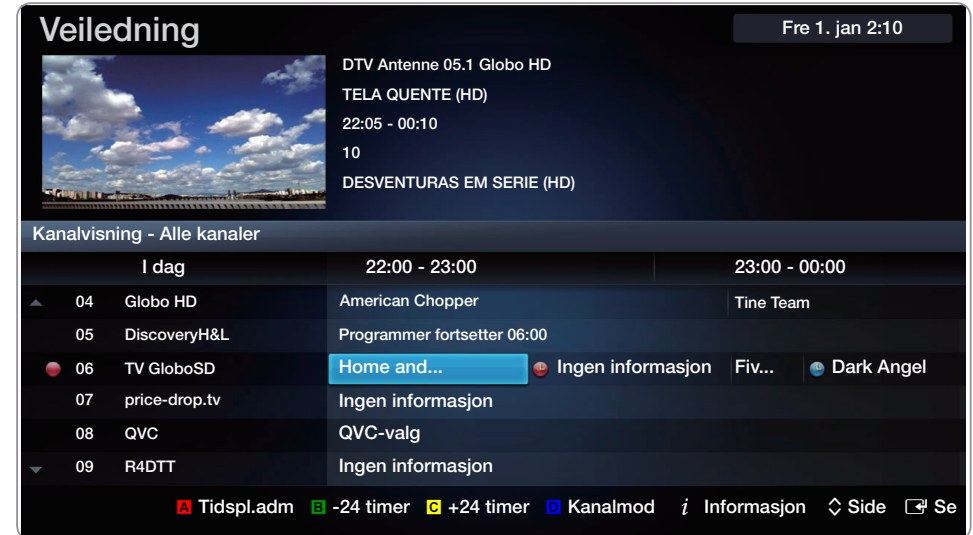 Veiledning
Fre 1. jan 2:10
DTV Antenne 05.1 Globo HD
TELA QUENTE (HD)
22:05 - 00:10
10
DESVENTURAS EM SERIE (HD)
Kanalvisning - Alle kanaler
I dag 22:00 - 23:00 23:00 - 00:00
04 Globo HD American Chopper Tine Team
05 DiscoveryH&L Programmer fortsetter 06:00
06 TV GloboSD Home and... Ingen informasjon Fiv... Dark Angel
07 price-drop.tv Ingen informasjon
08 QVC QVC-valg
09 R4DTT Ingen informasjon
A Tidspl.adm B -24 timer C +24 timer D Kanalmod i Informasjon Side Se